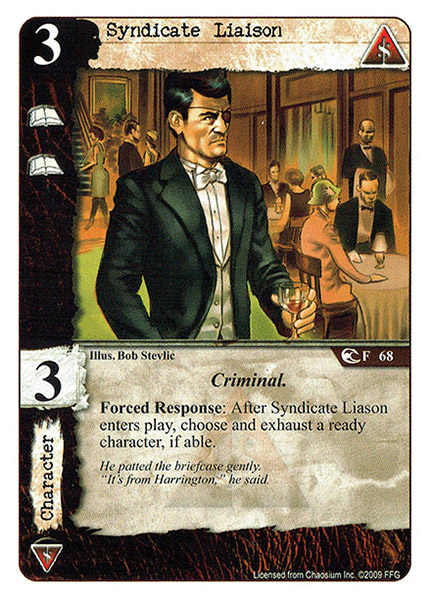 3
Syndicate Liaison
Illus. Bob Stevlic
F 68
3
Character
Criminal.
Forced Response: After Syndicate Liason
enters play, choose and exhaust a ready
character, if able.
He patted the briefcase gently.
"It's from Harrington," he said.
Licensed from Chaosium Inc. ©2009 FFG